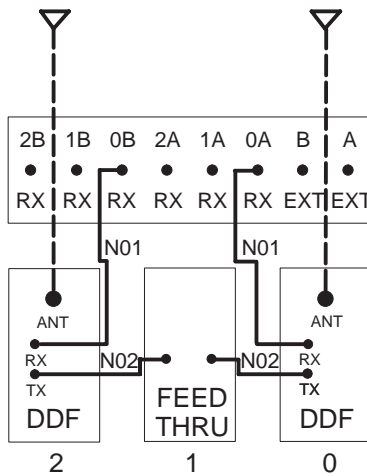 2B 1B 0B 2A 1A 0A B A
RX RX RX RX RX RX EXT EXT
N01 N01
ANT ANT
RX N02 FEED N02 RX
TX THRU TX
DDF DDF
2 1 0